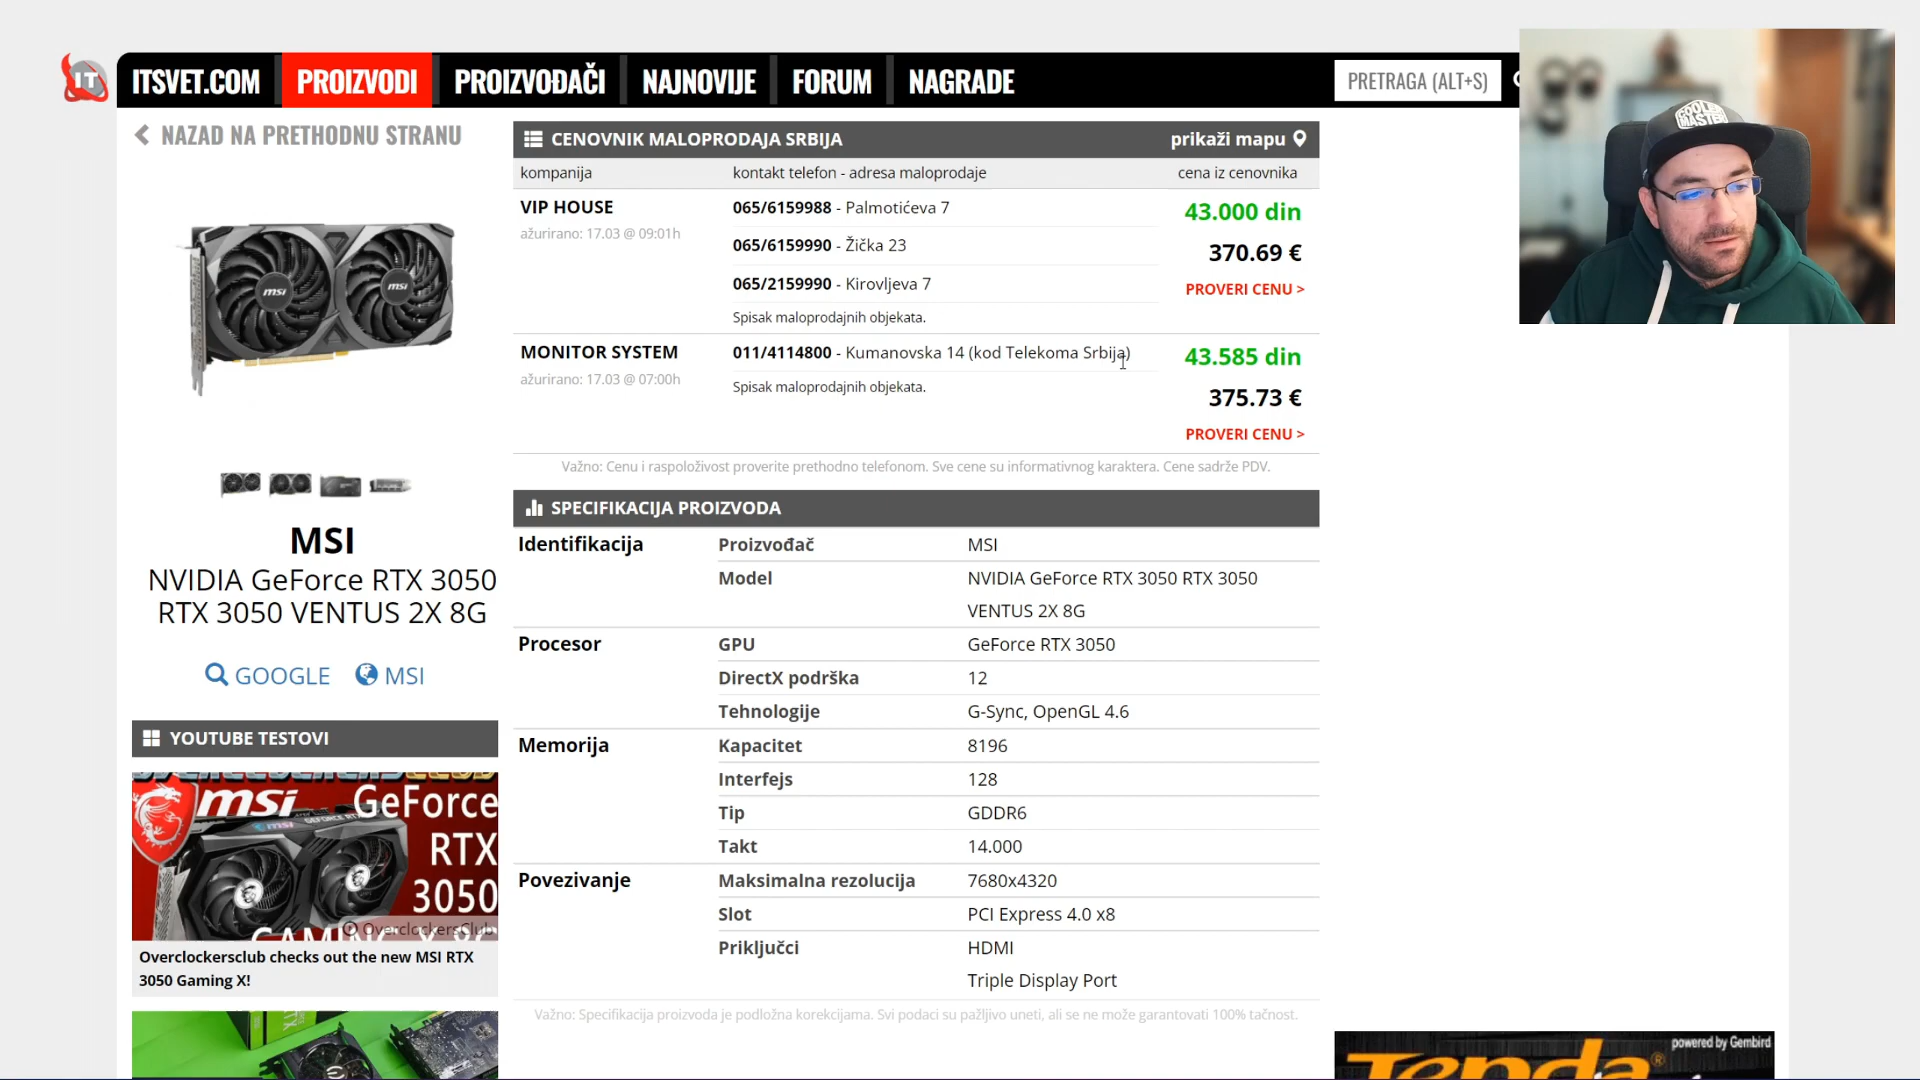 IT
ITSVET.COM
PROIZVODI
PROIZVOĐAČI
NAJNOVIJE
FORUM
NAGRADE
PRETRAGA (ALT+S)
COOLER
MASTER
NAZAD NA PRETHODNU STRANU
msi
msi
MSI
NVIDIA GeForce RTX 3050
RTX 3050 VENTUS 2X 8G
GOOGLE
MSI
YOUTUBE TESTOVI
msi
GeForce
RTX
3050
OverclockersClub
Overclockersclub checks out the new MSI RTX
3050 Gaming X!
CENOVNIK MALOPRODAJA SRBIJA
prikaži mapu
kompanija
kontakt telefon - adresa maloprodaje
cena iz cenovnika
VIP HOUSE
ažurirano: 17.03 @ 09:01h
065/6159988 - Palmotićeva 7
065/6159990 - Žička 23
065/2159990 - Kirovljeva 7
Spisak maloprodajnih objekata.
43.000 din
370.69 €
PROVERI CENU >
MONITOR SYSTEM
ažurirano: 17.03 @ 07:00h
011/4114800 - Kumanovska 14 (kod Telekoma Srbija)
Spisak maloprodajnih objekata.
43.585 din
375.73 €
PROVERI CENU >
Važno: Cenu i raspoloživost proverite prethodno telefonom. Sve cene su informativnog karaktera. Cene sadrže PDV.
SPECIFIKACIJA PROIZVODA
Identifikacija
Proizvođač
MSI
Model
NVIDIA GeForce RTX 3050 RTX 3050
VENTUS 2X 8G
Procesor
GPU
GeForce RTX 3050
DirectX podrška
12
Tehnologije
G-Sync, OpenGL 4.6
Memorija
Kapacitet
8196
Interfejs
128
Tip
GDDR6
Takt
14.000
Povezivanje
Maksimalna rezolucija
7680x4320
Slot
PCI Express 4.0 x8
Priključci
HDMI
Triple Display Port
Važno: Specifikacija proizvoda je podložna korekcijama. Svi podaci su pažljivo uneti, ali se ne može garantovati 100% tačnost.
powered by Gembird
Tenda